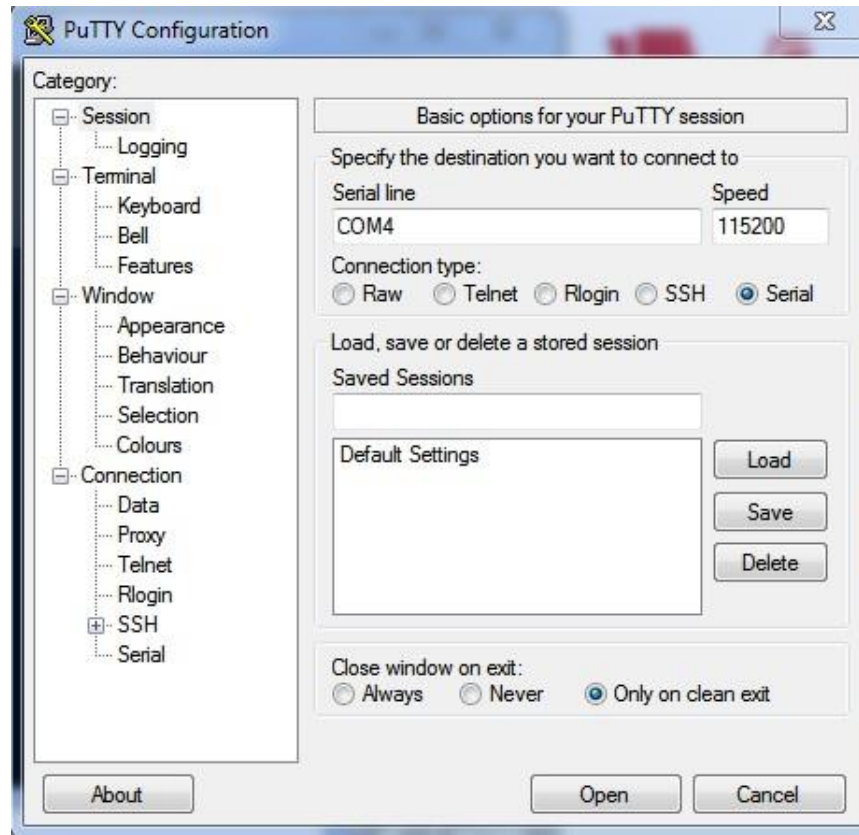 PuTTY Configuration
Category:
Session
Logging
Terminal
Keyboard
Bell
Features
Window
Appearance
Behaviour
Translation
Selection
Colours
Connection
Data
Proxy
Telnet
Rlogin
SSH
Serial
Basic options for your PuTTY session
Specify the destination you want to connect to
Serial line Speed
COM4 115200
Connection type:
Raw Telnet Rlogin SSH Serial
Load, save or delete a stored session
Saved Sessions
Default Settings
Load
Save
Delete
Close window on exit:
Always Never Only on clean exit
About Open Cancel